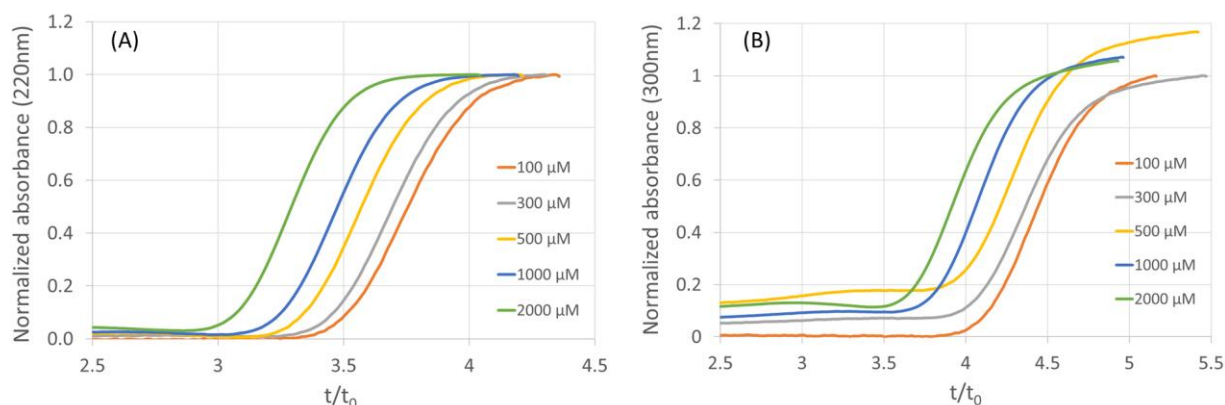 (A)
Normalized absorbance (220nm)
1.2
1.0
0.8
0.6
0.4
0.2
0.0
100 µM
300 µM
500 µM
1000 µM
2000 µM
2.5 3 3.5 4 4.5
t/t0
(B)
Normalized absorbance (300nm)
1.2
1
0.8
0.6
0.4
0.2
0
100 µM
300 µM
500 µM
1000 µM
2000 µM
2.5 3 3.5 4 4.5 5 5.5
t/t0